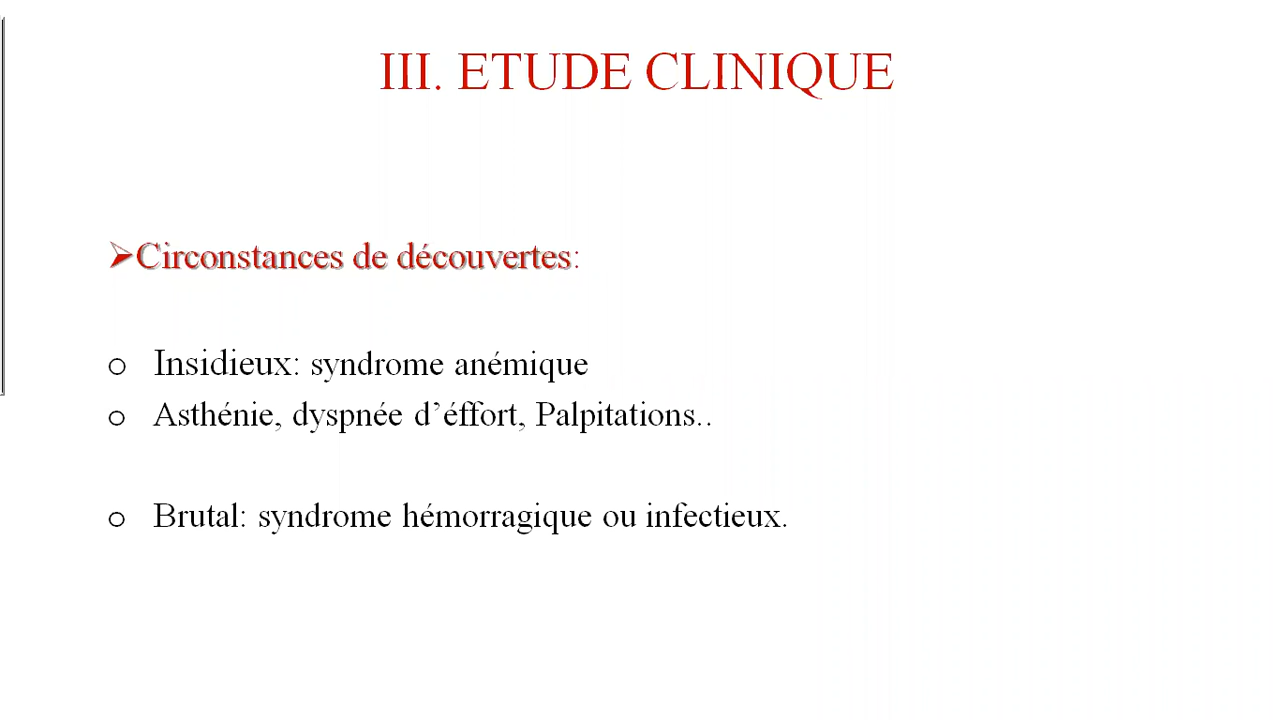 III. ETUDE CLINIQUE
➢Circonstances de découvertes:
o Insidieux: syndrome anémique
o Asthénie, dyspnée d’éffort, Palpitations..
o Brutal: syndrome hémorragique ou infectieux.